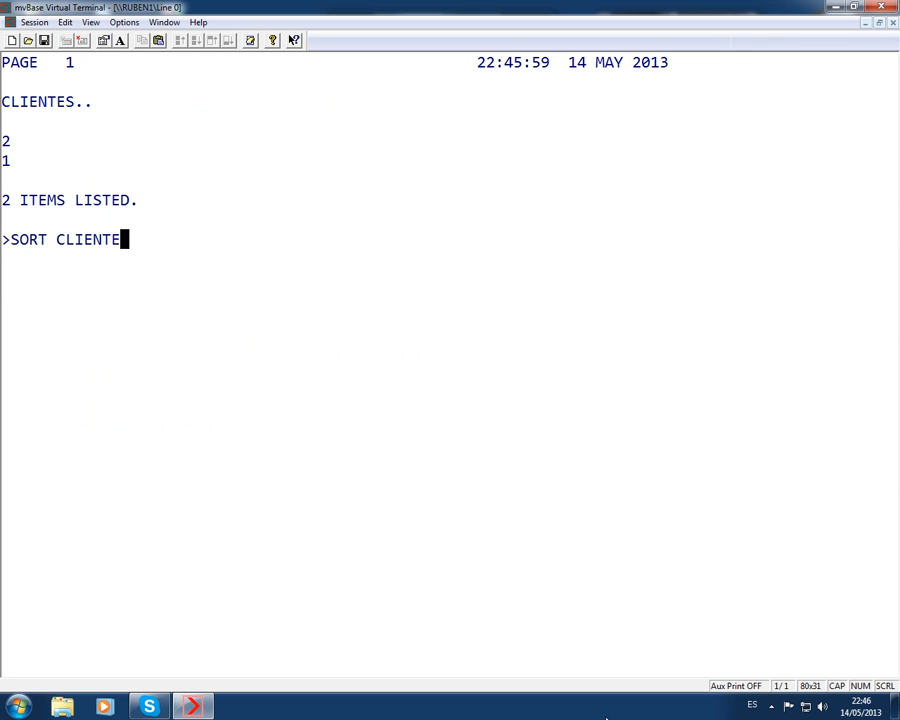 mvBase Virtual Terminal - [\\RUBEN1\Line 0]
Session Edit View Options Window Help
PAGE 1 22:45:59 14 MAY 2013
CLIENTES..
2
1
2 ITEMS LISTED.
>SORT CLIENTE
Aux Print OFF 1/1 80x31 CAP NUM SCRL
ES 22:46
14/05/2013